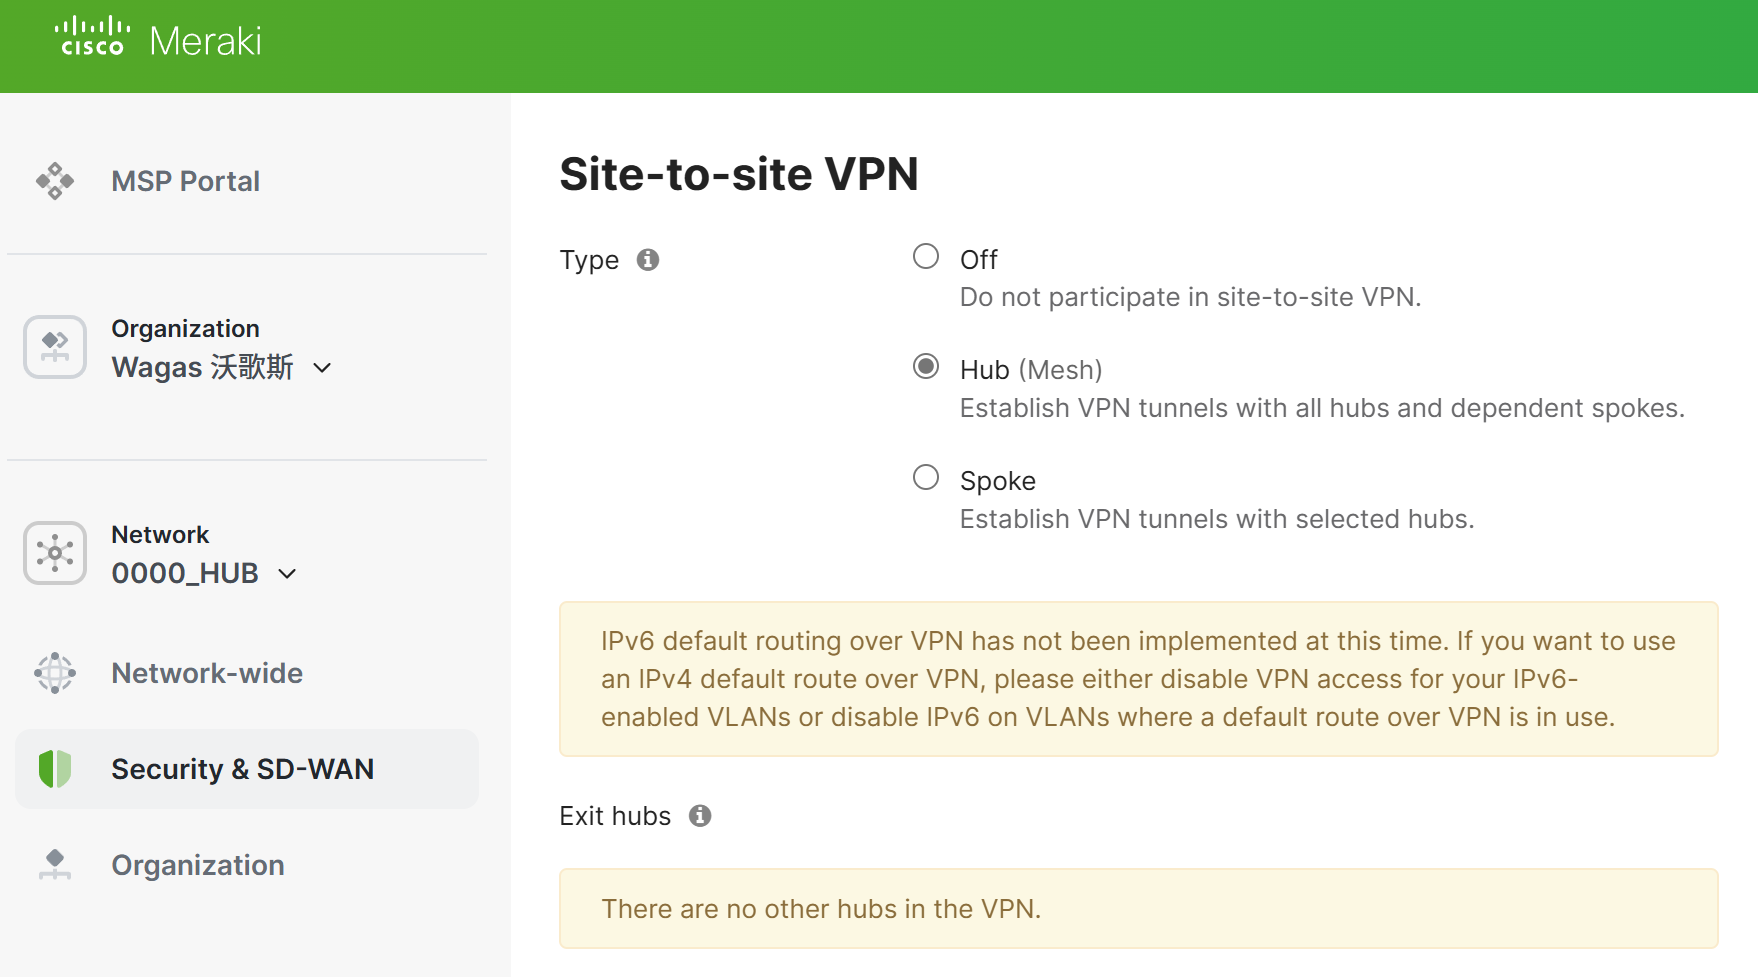 CISCO Meraki
MSP Portal
Organization
Wagas 沃歌斯
Network
0000_HUB
Network-wide
Security & SD-WAN
Organization
Site-to-site VPN
Type
Off
Do not participate in site-to-site VPN.
Hub (Mesh)
Establish VPN tunnels with all hubs and dependent spokes.
Spoke
Establish VPN tunnels with selected hubs.
IPv6 default routing over VPN has not been implemented at this time. If you want to use
an IPv4 default route over VPN, please either disable VPN access for your IPv6-
enabled VLANs or disable IPv6 on VLANs where a default route over VPN is in use.
Exit hubs
There are no other hubs in the VPN.